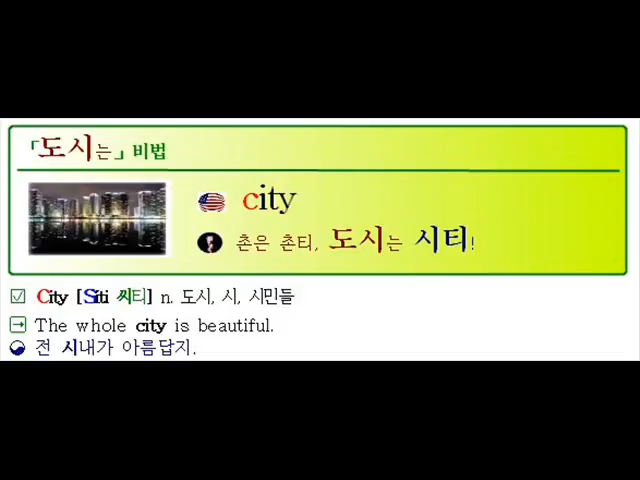 「도시는」 비법
city
촌은 촌티, 도시는 시티!
City [Siti 씨티] n. 도시, 시, 시민들
The whole city is beautiful.
전 시내가 아름답지.